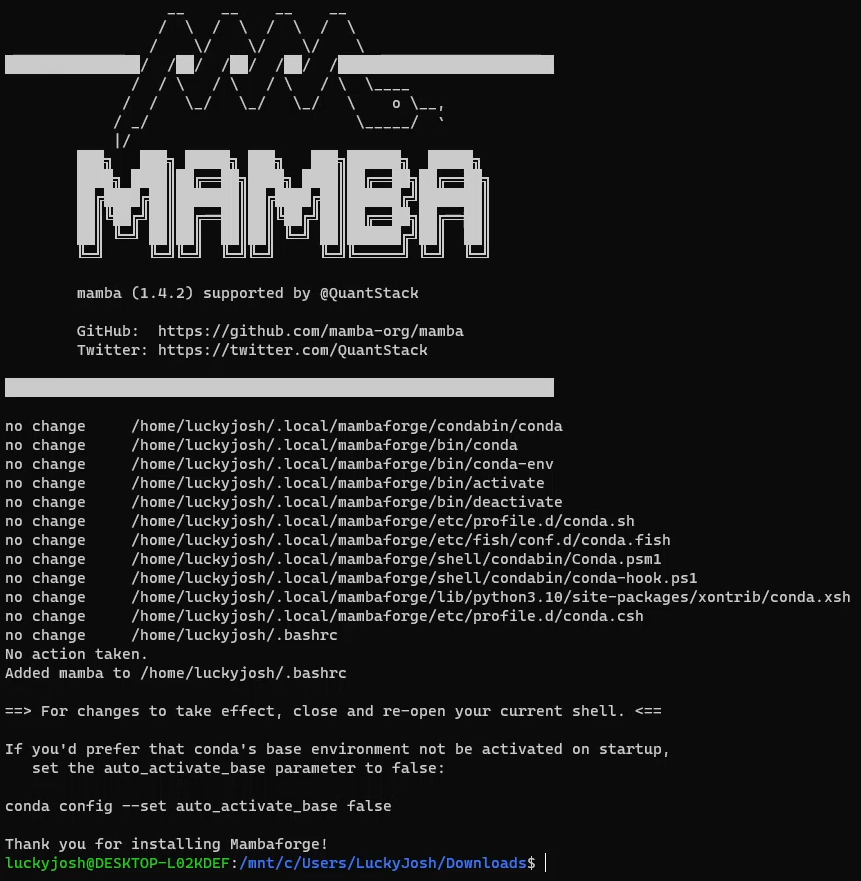 MAMBA
mamba (1.4.2) supported by @QuantStack
GitHub:  https://github.com/mamba-org/mamba
Twitter: https://twitter.com/QuantStack
no change     /home/luckyjosh/.local/mambaforge/condabin/conda
no change     /home/luckyjosh/.local/mambaforge/bin/conda
no change     /home/luckyjosh/.local/mambaforge/bin/conda-env
no change     /home/luckyjosh/.local/mambaforge/bin/activate
no change     /home/luckyjosh/.local/mambaforge/bin/deactivate
no change     /home/luckyjosh/.local/mambaforge/etc/profile.d/conda.sh
no change     /home/luckyjosh/.local/mambaforge/etc/fish/conf.d/conda.fish
no change     /home/luckyjosh/.local/mambaforge/shell/condabin/Conda.psm1
no change     /home/luckyjosh/.local/mambaforge/shell/condabin/conda-hook.ps1
no change     /home/luckyjosh/.local/mambaforge/lib/python3.10/site-packages/xontrib/conda.xsh
no change     /home/luckyjosh/.local/mambaforge/etc/profile.d/conda.csh
no change     /home/luckyjosh/.bashrc
No action taken.
Added mamba to /home/luckyjosh/.bashrc
==> For changes to take effect, close and re-open your current shell. <==
If you'd prefer that conda's base environment not be activated on startup,
   set the auto_activate_base parameter to false:
conda config --set auto_activate_base false
Thank you for installing Mambaforge!
luckyjosh@DESKTOP-L02KDEF:/mnt/c/Users/LuckyJosh/Downloads$